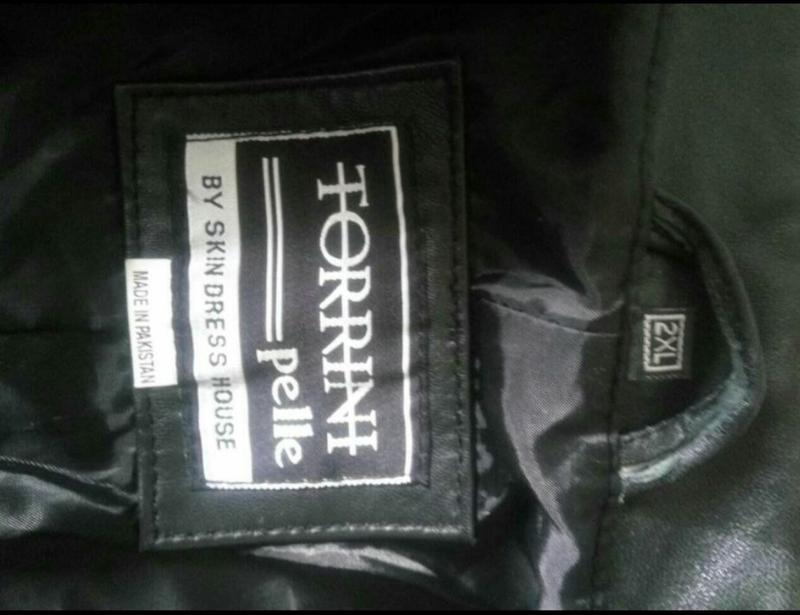 TORRINI
pelle
BY SKIN DRESS HOUSE
MADE IN PAKISTAN
2XL